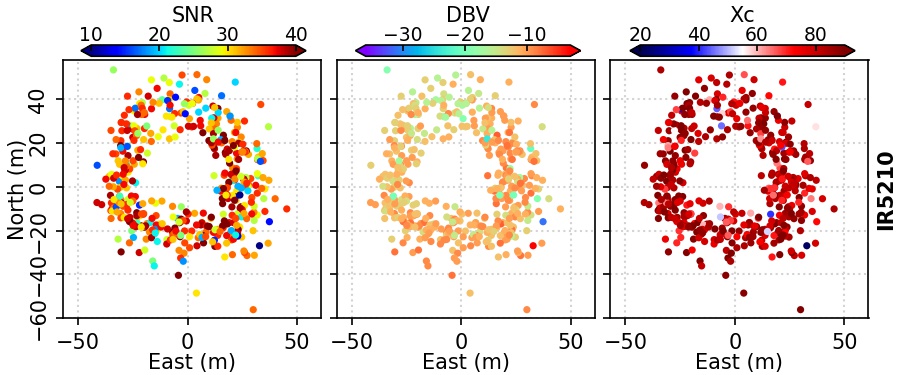 SNR DBV Xc
10 20 30 40 −30 −20 −10 20 40 60 80
North (m)
40
20
0
−20
−40
−60
−50 0 50 −50 0 50 −50 0 50
East (m) East (m) East (m)
IR5210